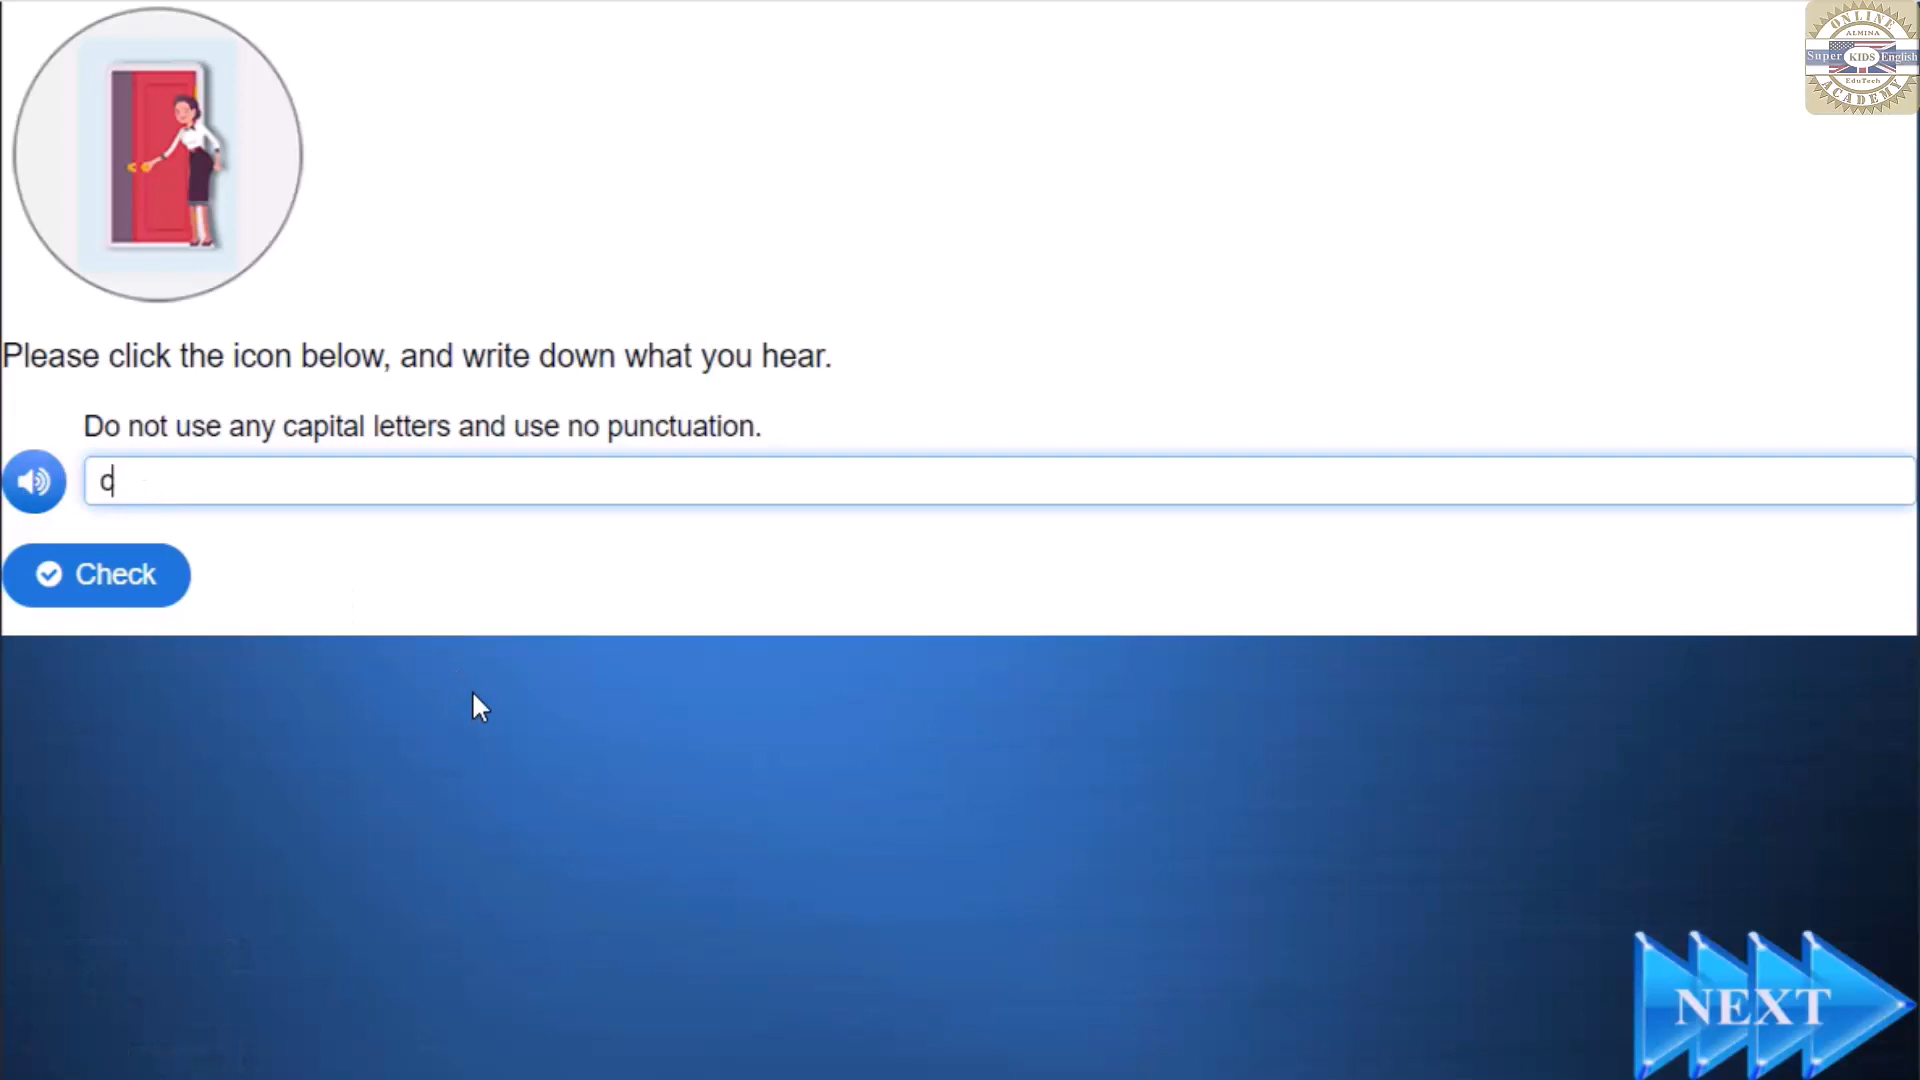 ONLINE
ALMINA
Super KIDS English
EduTech
ACADEMY
Please click the icon below, and write down what you hear.
Do not use any capital letters and use no punctuation.
c
Check
NEXT